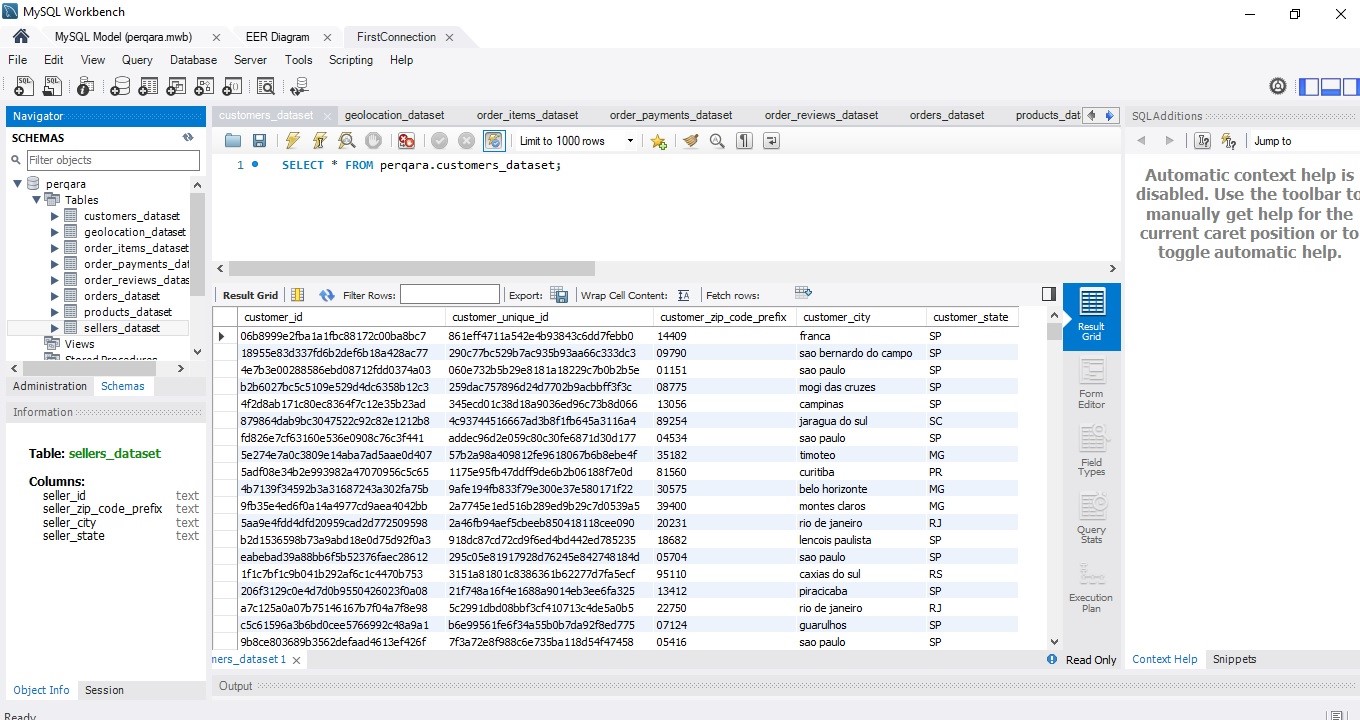 MySQL Workbench
MySQL Model (perqara.mwb) EER Diagram FirstConnection
File Edit View Query Database Server Tools Scripting Help
Navigator
SCHEMAS
Filter objects
perqara
Tables
customers_dataset
geolocation_dataset
order_items_dataset
order_payments_dat
order_reviews_datas
orders_dataset
products_dataset
sellers_dataset
Views
Stored Procedures
Administration Schemas
Information
Table: sellers_dataset
Columns:
seller_id text
seller_zip_code_prefix text
seller_city text
seller_state text
Object Info Session
Ready
customers_dataset geolocation_dataset order_items_dataset order_payments_dataset order_reviews_dataset orders_dataset products_dat
Limit to 1000 rows
1 SELECT * FROM perqara.customers_dataset;
Result Grid Filter Rows: Export: Wrap Cell Content: Fetch rows:
customer_id customer_unique_id customer_zip_code_prefix customer_city customer_state
06b8999e2fba1a1fbc88172c00ba8bc7 861eff4711a542e4b93843c6dd7febb0 14409 franca SP
18955e83d337fd6b2def6b18a428ac77 290c77bc529b7ac935b93aa66c333dc3 09790 sao bernardo do campo SP
4e7b3e00288586ebd08712fdd0374a03 060e732b5b29e8181a18229c7b0b2b5e 01151 sao paulo SP
b2b6027bc5c5109e529d4dc6358b12c3 259dac757896d24d7702b9acbbff3f3c 08775 mogi das cruzes SP
4f2d8ab171c80ec8364f7c12e35b23ad 345ecd01c38d18a9036ed96c73b8d066 13056 campinas SP
879864dab9bc3047522c92c82e1212b8 4c93744516667ad3b8f1fb645a3116a4 89254 jaragua do sul SC
fd826e7cf63160e536e0908c76c3f441 addec96d2e059c80c30fe6871d30d177 04534 sao paulo SP
5e274e7a0c3809e14aba7ad5aae0d407 57b2a98a409812fe9618067b6b8ebe4f 35182 timoteo MG
5adf08e34b2e993982a47070956c5c65 1175e95fb47ddff9de6b2b06188f7e0d 81560 curitiba PR
4b7139f34592b3a31687243a302fa75b 9afe194fb833f79e300e37e580171f22 30575 belo horizonte MG
9fb35e4ed6f0a14a4977cd9aea4042bb 2a7745e1ed516b289ed9b29c7d0539a5 39400 montes claros MG
5aa9e4fdd4dfd20959cad2d772509598 2a46fb94aef5cbeeb850418118cee090 20231 rio de janeiro RJ
b2d1536598b73a9abd18e0d75d92f0a3 918dc87cd72cd9f6ed4bd442ed785235 18682 lencois paulista SP
eabebad39a88bb6f5b52376faec28612 295c05e81917928d76245e842748184d 05704 sao paulo SP
1f1c7bf1c9b041b292af6c1c4470b753 3151a81801c8386361b62277d7fa5ecf 95110 caxias do sul RS
206f3129c0e4d7d0b9550426023f0a08 21f748a16f4e1688a9014eb3ee6fa325 13412 piracicaba SP
a7c125a0a07b75146167b7f04a7f8e98 5c2991dbd08bbf3cf410713c4de5a0b5 22750 rio de janeiro RJ
c5c61596a3b6bd0cee5766992c48a9a1 b6e99561fe6f34a55b0b7da92f8ed775 07124 guarulhos SP
9b8ce803689b3562defaad4613ef426f 7f3a72e8f988c6e735ba118d54f47458 05416 sao paulo SP
mers_dataset 1
Read Only
Output
Result
Grid
Form
Editor
Field
Types
Query
Stats
Execution
Plan
SQLAdditions
Jump to
Automatic context help is
disabled. Use the toolbar to
manually get help for the
current caret position or to
toggle automatic help.
Context Help Snippets